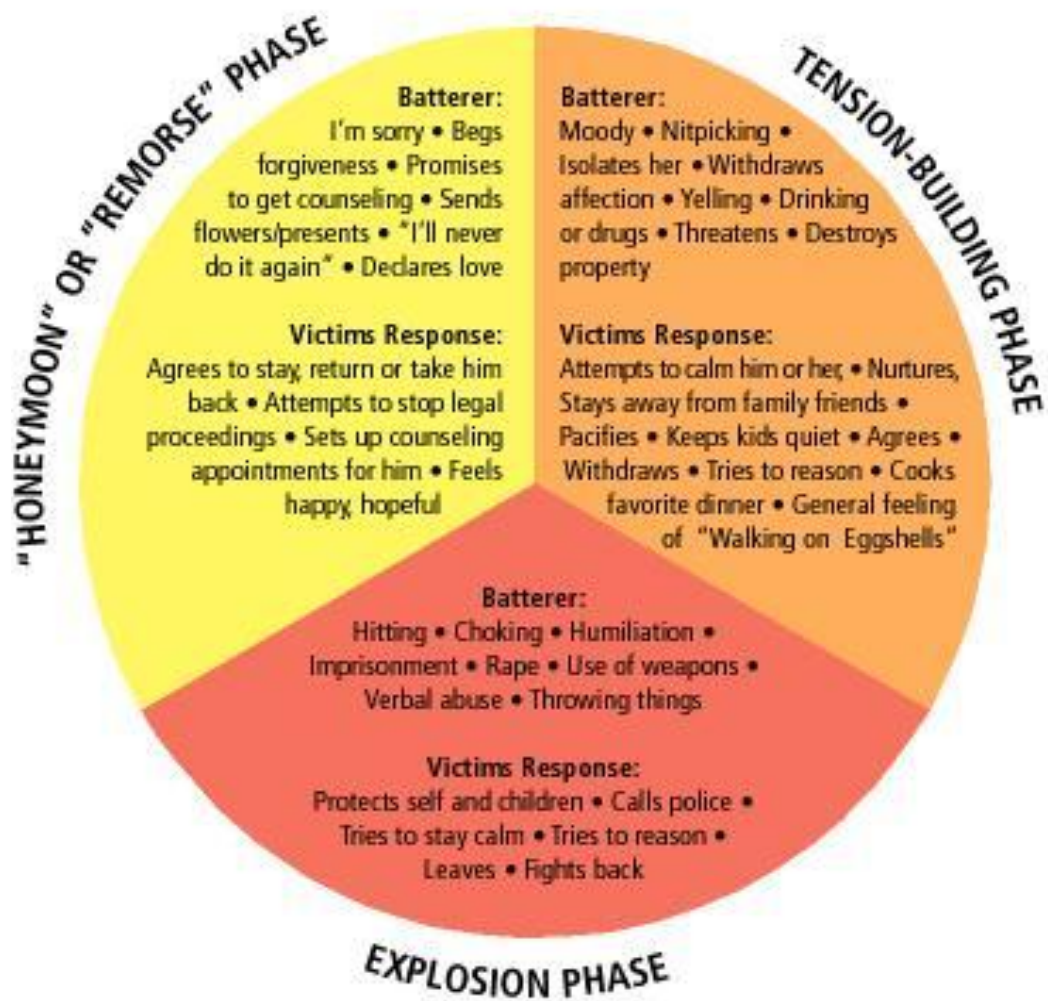 "HONEYMOON" OR "REMORSE" PHASE
Batterer:
I'm sorry • Begs
forgiveness • Promises
to get counseling • Sends
flowers/presents • "I'll never
do it again" • Declares love
Victims Response:
Agrees to stay, return or take him
back • Attempts to stop legal
proceedings • Sets up counseling
appointments for him • Feels
happy, hopeful
TENSION-BUILDING PHASE
Batterer:
Moody • Nitpicking •
Isolates her • Withdraws
affection • Yelling • Drinking
or drugs • Threatens • Destroys
property
Victims Response:
Attempts to calm him or her, • Nurtures,
Stays away from family friends •
Pacifies • Keeps kids quiet • Agrees •
Withdraws • Tries to reason • Cooks
favorite dinner • General feeling
of "Walking on Eggshells"
Batterer:
Hitting • Choking • Humiliation •
Imprisonment • Rape • Use of weapons •
Verbal abuse • Throwing things
Victims Response:
Protects self and children • Calls police •
Tries to stay calm • Tries to reason •
Leaves • Fights back
EXPLOSION PHASE